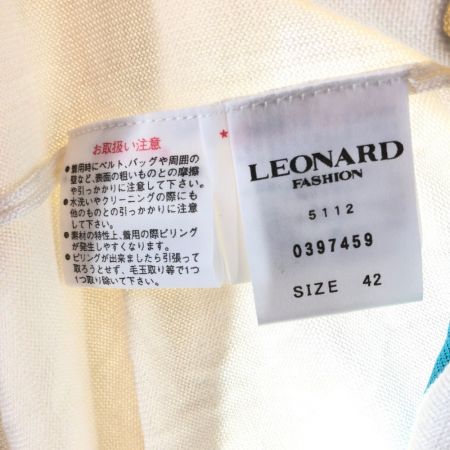 お取扱い注意
●着用時にベルト、バッグや周囲の
壁など、表面の粗いものとの摩擦
や引っかかりに注意して下さい。
●水洗いやクリーニングの際にも
他のものとの引っかかりに注意
して下さい。
●素材の特性上、着用の際ピリング
が発生しやすくなります。
●ピリングが出来ましたら引張って
取ろうとせず、毛玉取り等で1つ
1つ取り除いて下さい。
★
LEONARD
FASHION
5112
0397459
SIZE 42